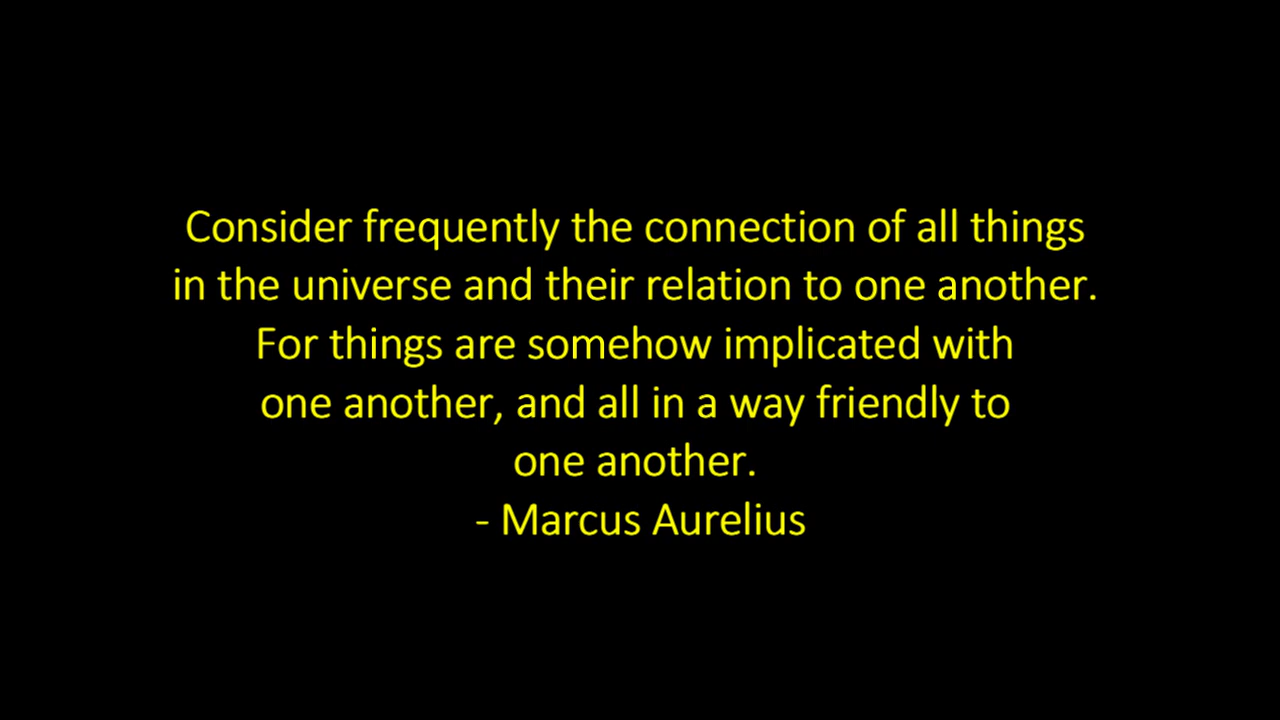 Consider frequently the connection of all things
in the universe and their relation to one another.
For things are somehow implicated with
one another, and all in a way friendly to
one another.
- Marcus Aurelius